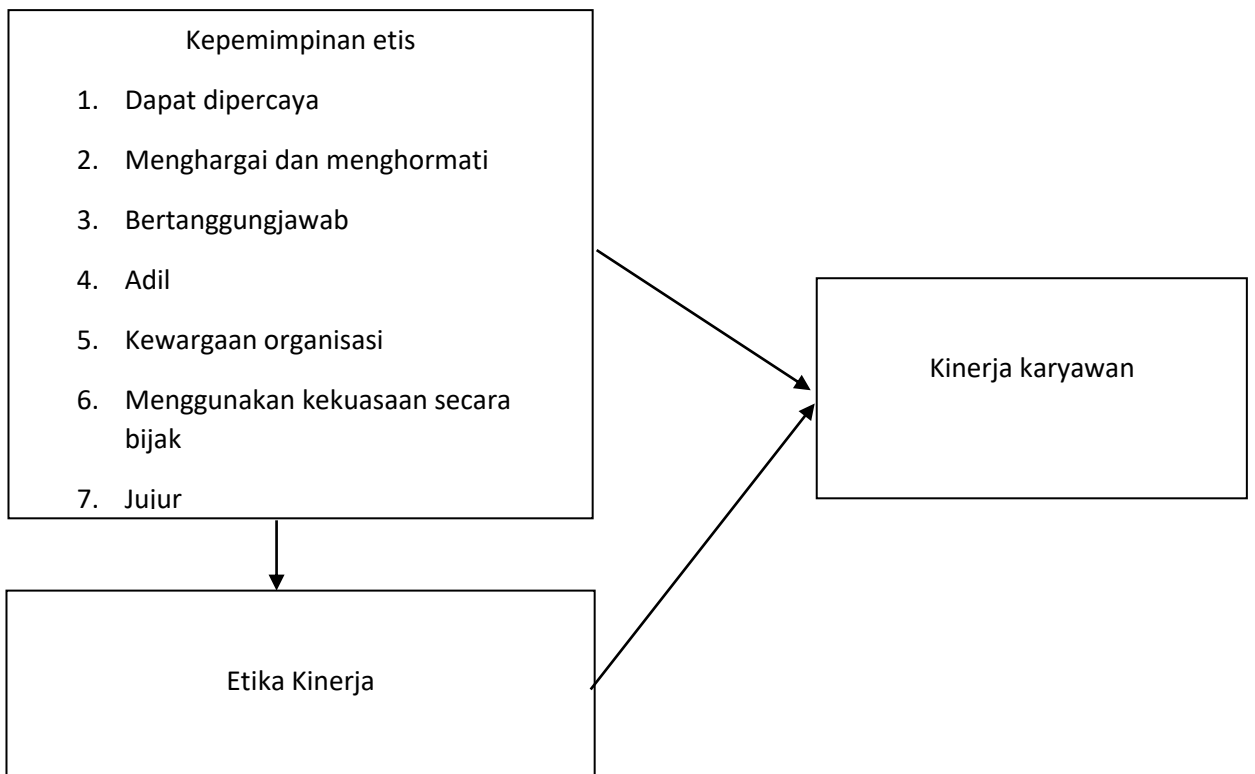 Kepemimpinan etis
1. Dapat dipercaya
2. Menghargai dan menghormati
3. Bertanggungjawab
4. Adil
5. Kewargaan organisasi
6. Menggunakan kekuasaan secara
bijak
7. Jujur
Kinerja karyawan
Etika Kinerja